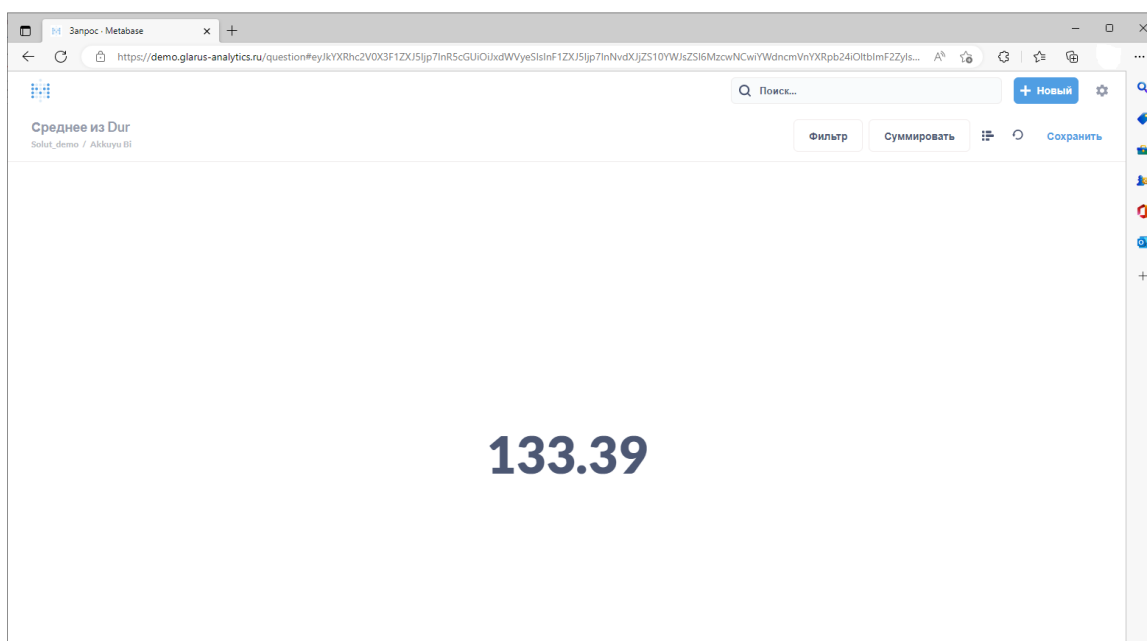 Запрос - Metabase
https://demo.glarus-analytics.ru/question#eyJkYXRhc2V0X3F1ZXJ5Ijp7InR5cGUiOiJxdWVyeSIsInF1ZXJ5Ijp7InNvdXJjZS10YWJsZSI6MzcwNCwiYWdncmVnYXRpb24iOltbImF2ZyIs...
Поиск...
+ Новый
Среднее из Dur
Solut_demo / Akkuyu Bi
Фильтр
Суммировать
Сохранить
133.39